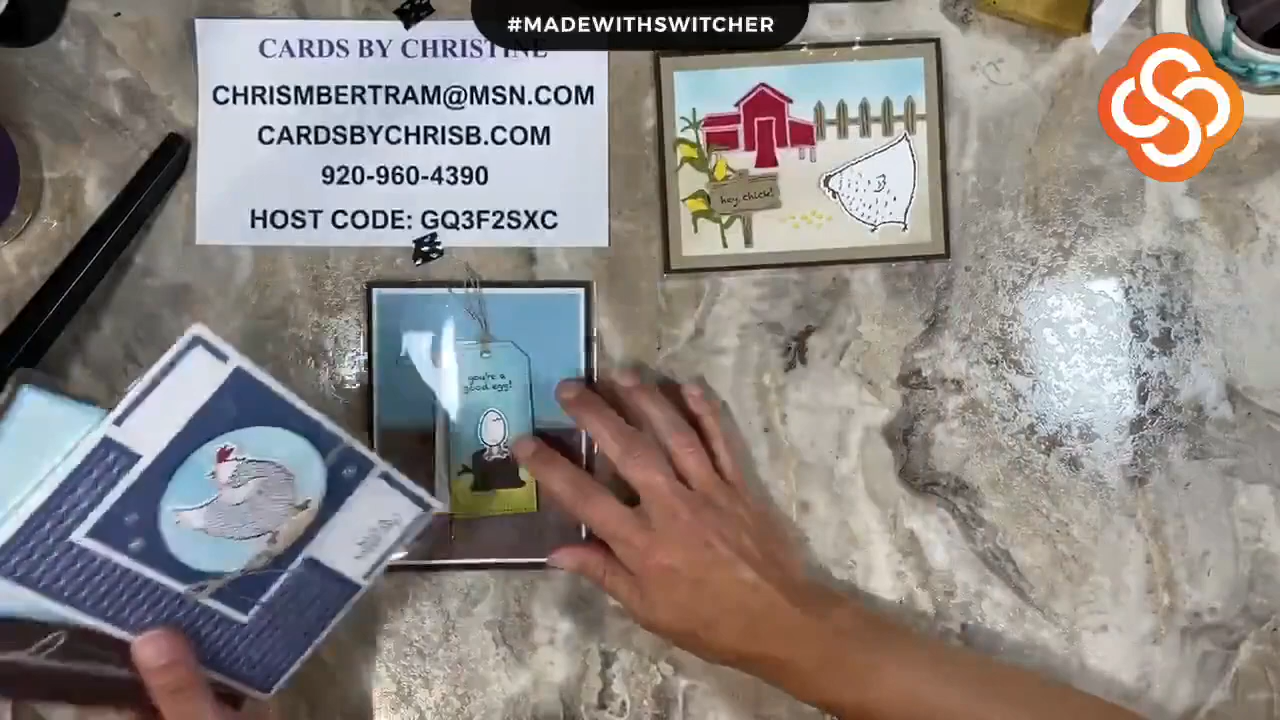 #MADEWITHSWITCHER
CARDS BY CHRISTINE
CHRISMBERTRAM@MSN.COM
CARDSBYCHRISB.COM
920-960-4390
HOST CODE: GQ3F2SXC
hey, chick!
you're a
good egg!